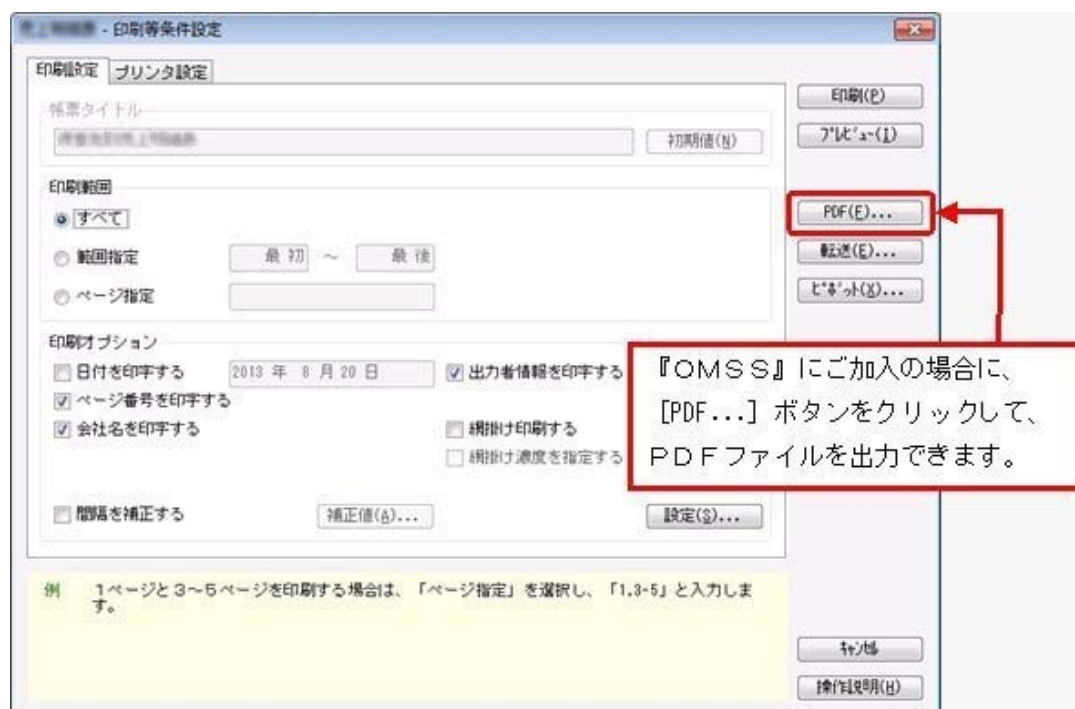 - 印刷等条件設定
印刷設定 プリンタ設定
帳票タイトル
初期値(N)
印刷範囲
すべて
範囲指定 最初 ～ 最後
ページ指定
印刷オプション
日付を印字する 2013 年 8 月 20 日 出力者情報を印字する
ページ番号を印字する
会社名を印字する 網掛け印刷する
網掛け濃度を指定する
間隔を補正する 補正値(A)... 設定(S)...
例 1ページと3～5ページを印刷する場合は、「ページ指定」を選択し、「1,3-5」と入力しま
す。
印刷(P)
ﾌﾟﾚﾋﾞｭｰ(I)
PDF(F)...
転送(E)...
ﾋﾟﾎﾞｯﾄ(X)...
『ＯＭＳＳ』にご加入の場合に、
［PDF...］ボタンをクリックして、
ＰＤＦファイルを出力できます。
ｷｬﾝｾﾙ
操作説明(H)